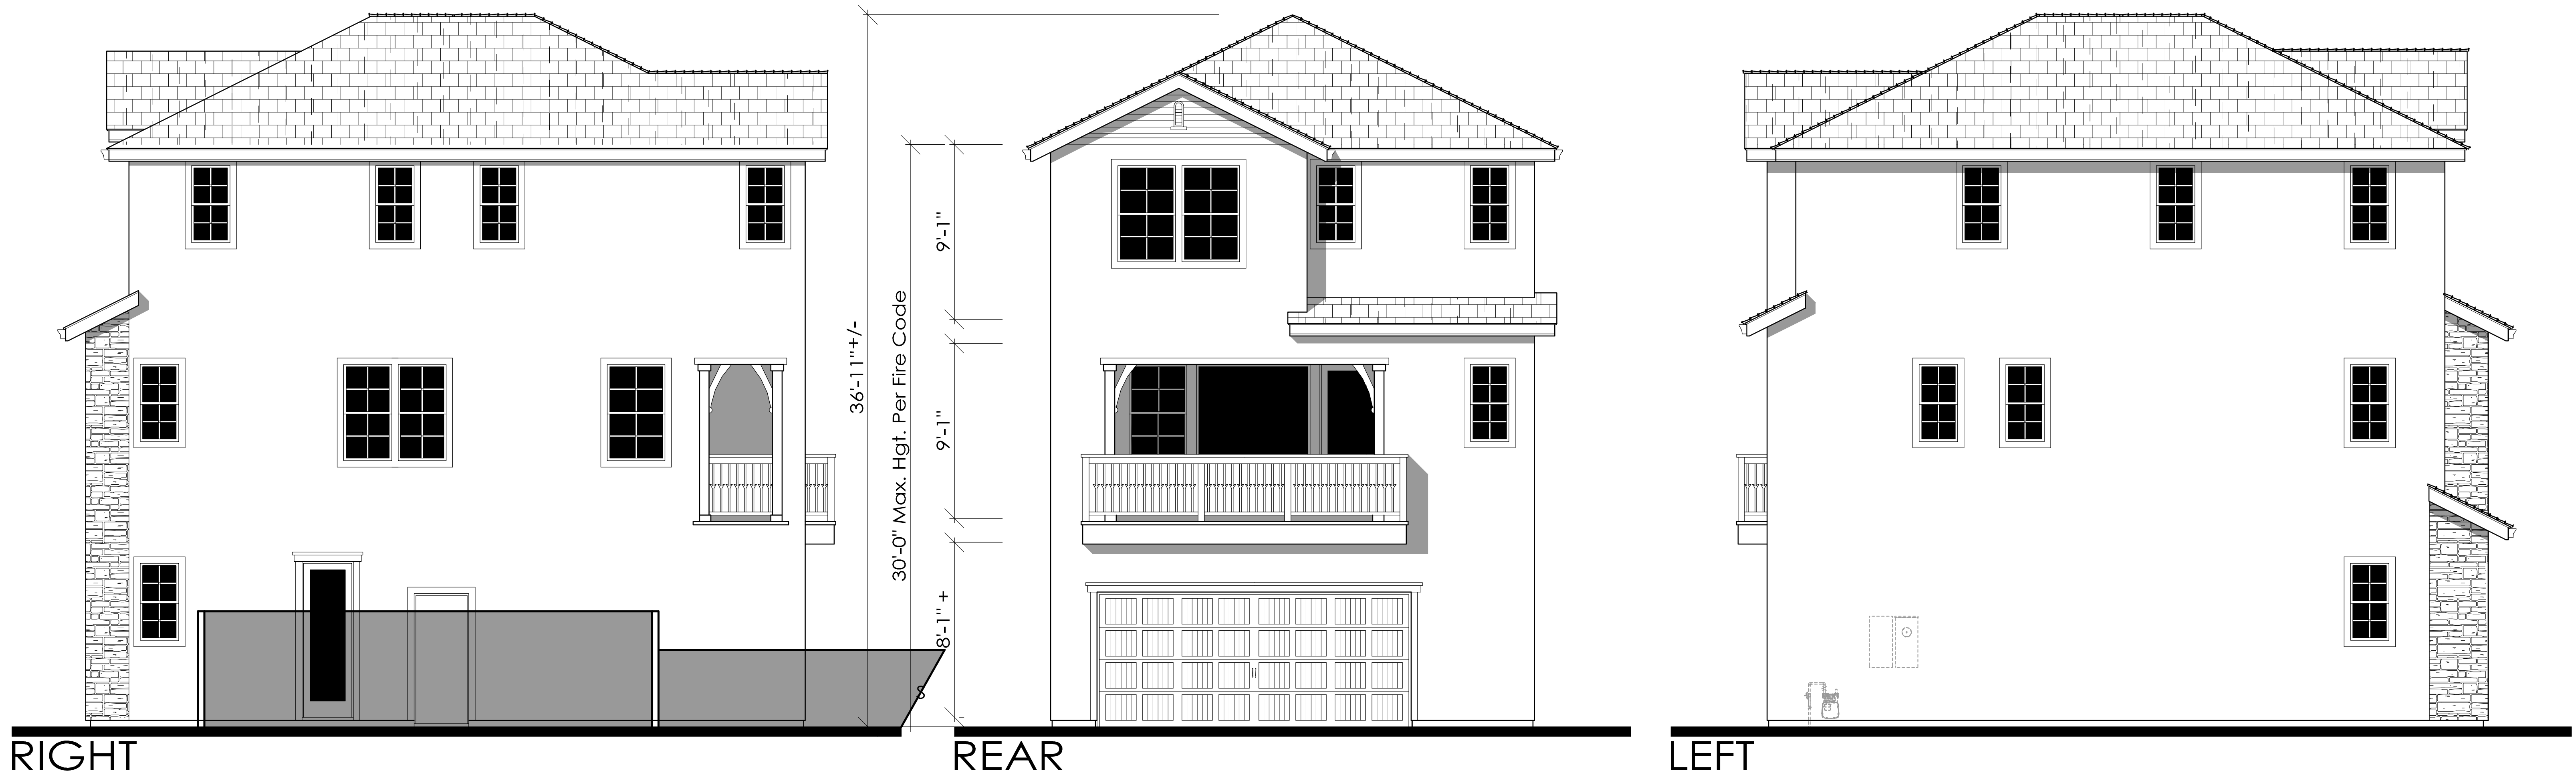 36'-11"+/-
30'-0" Max. Hgt. Per Fire Code
9'-1"
9'-1"
8'-1" +
S
RIGHT
REAR
LEFT